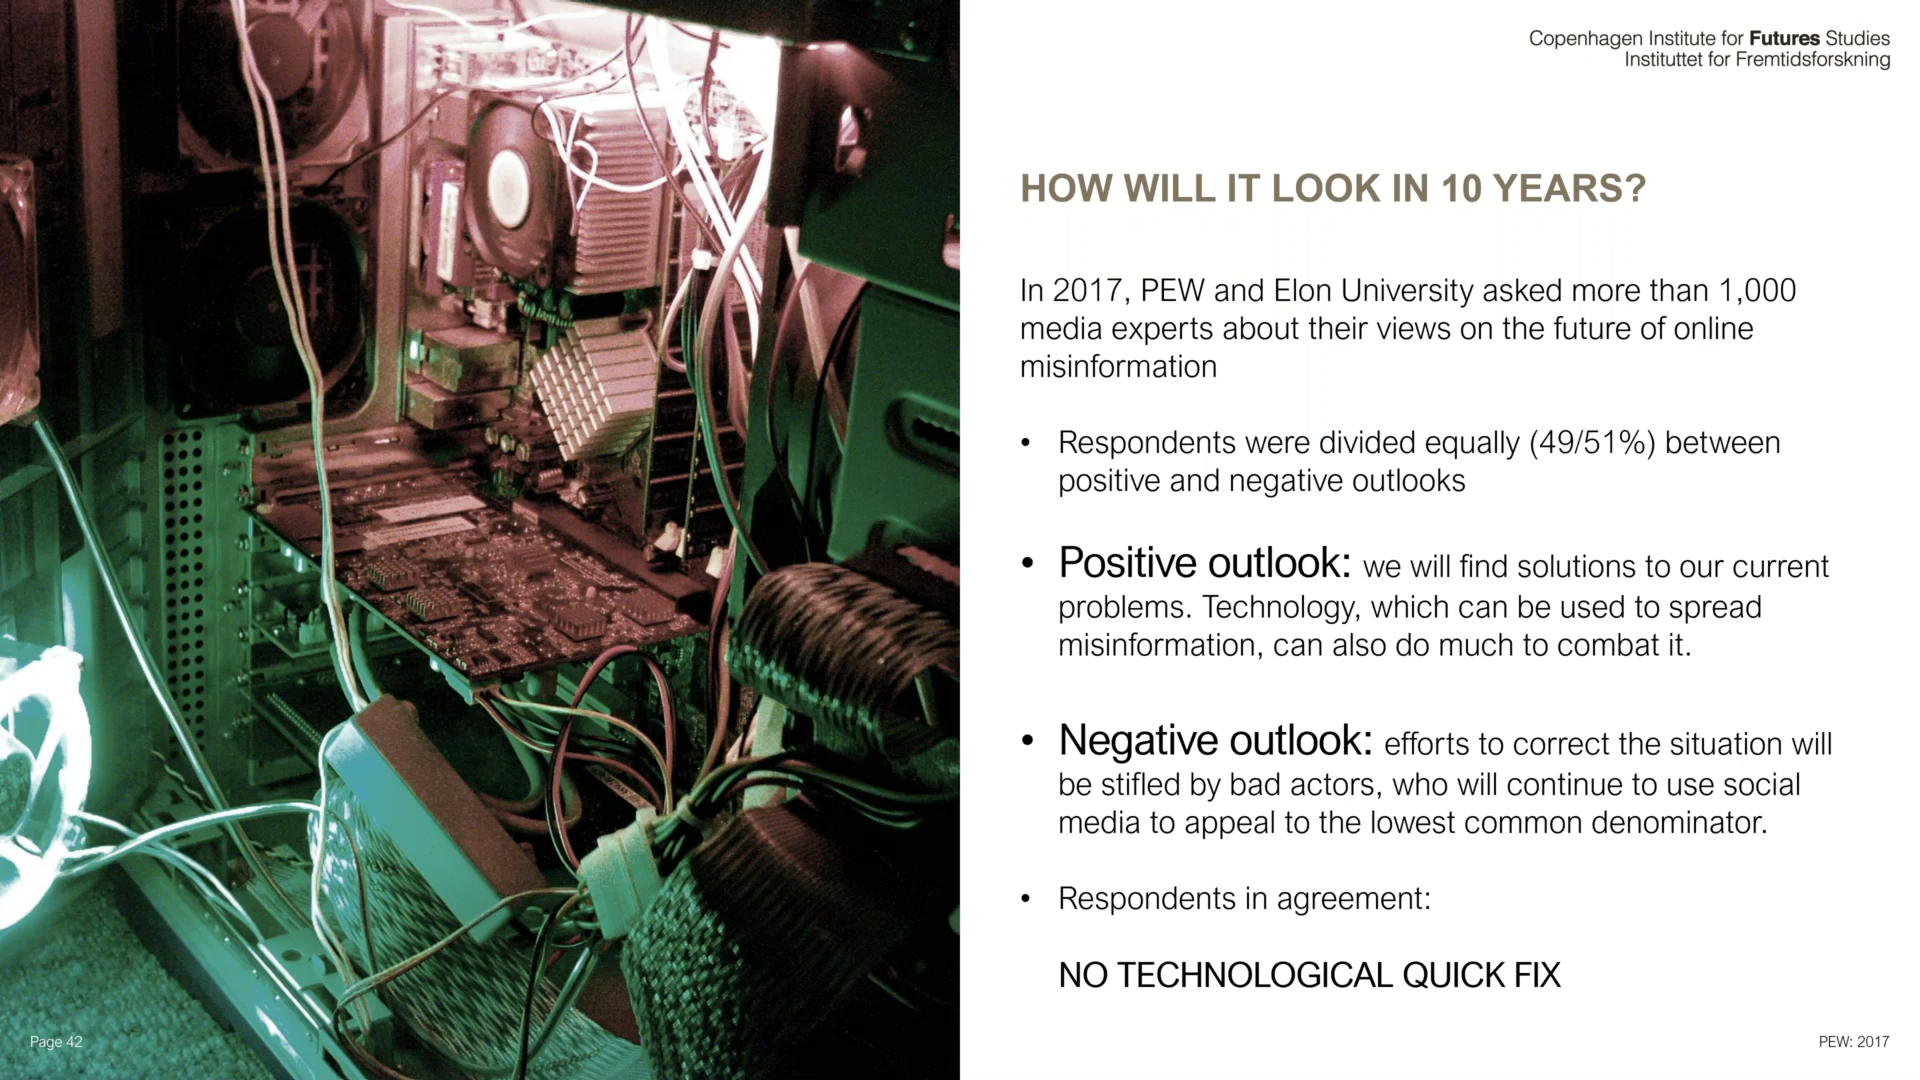 Copenhagen Institute for Futures Studies
Instituttet for Fremtidsforskning
HOW WILL IT LOOK IN 10 YEARS?
In 2017, PEW and Elon University asked more than 1,000
media experts about their views on the future of online
misinformation
• Respondents were divided equally (49/51%) between
positive and negative outlooks
• Positive outlook: we will find solutions to our current
problems. Technology, which can be used to spread
misinformation, can also do much to combat it.
• Negative outlook: efforts to correct the situation will
be stifled by bad actors, who will continue to use social
media to appeal to the lowest common denominator.
• Respondents in agreement:
NO TECHNOLOGICAL QUICK FIX
Page 42
PEW: 2017